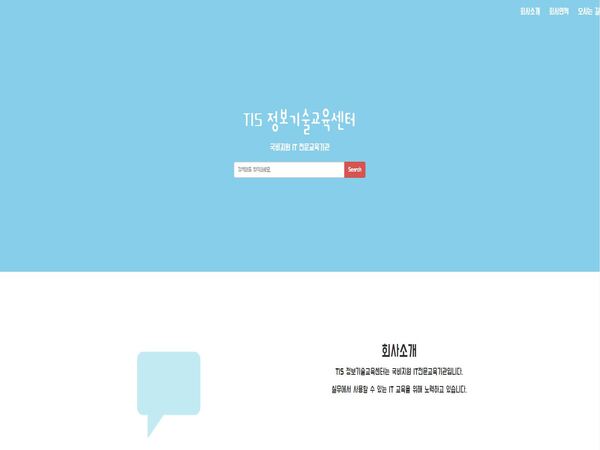 회사소개 회사연혁 오시는 길
TIS 정보기술교육센터
국비지원 IT 전문교육기관
검색어를 입력하세요. Search
회사소개
TIS 정보기술교육센터는 국비지원 IT전문교육기관입니다.
실무에서 사용할 수 있는 IT 교육을 위해 노력하고 있습니다.